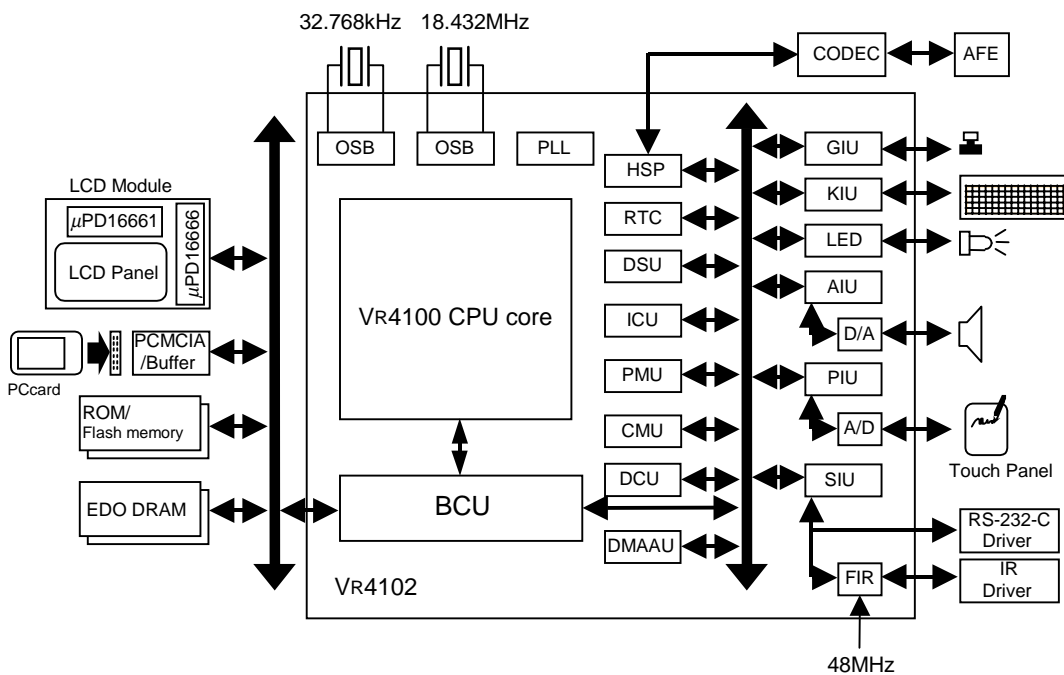 32.768kHz
18.432MHz
CODEC
AFE
OSB
OSB
PLL
HSP
GIU
KIU
LCD Module
μPD16661
μPD16666
LCD Panel
RTC
LED
DSU
AIU
VR4100 CPU core
ICU
D/A
PCMCIA
/Buffer
PCcard
PMU
PIU
ROM/
Flash memory
CMU
A/D
Touch Panel
DCU
SIU
EDO DRAM
BCU
DMAAU
RS-232-C
Driver
VR4102
FIR
IR
Driver
48MHz